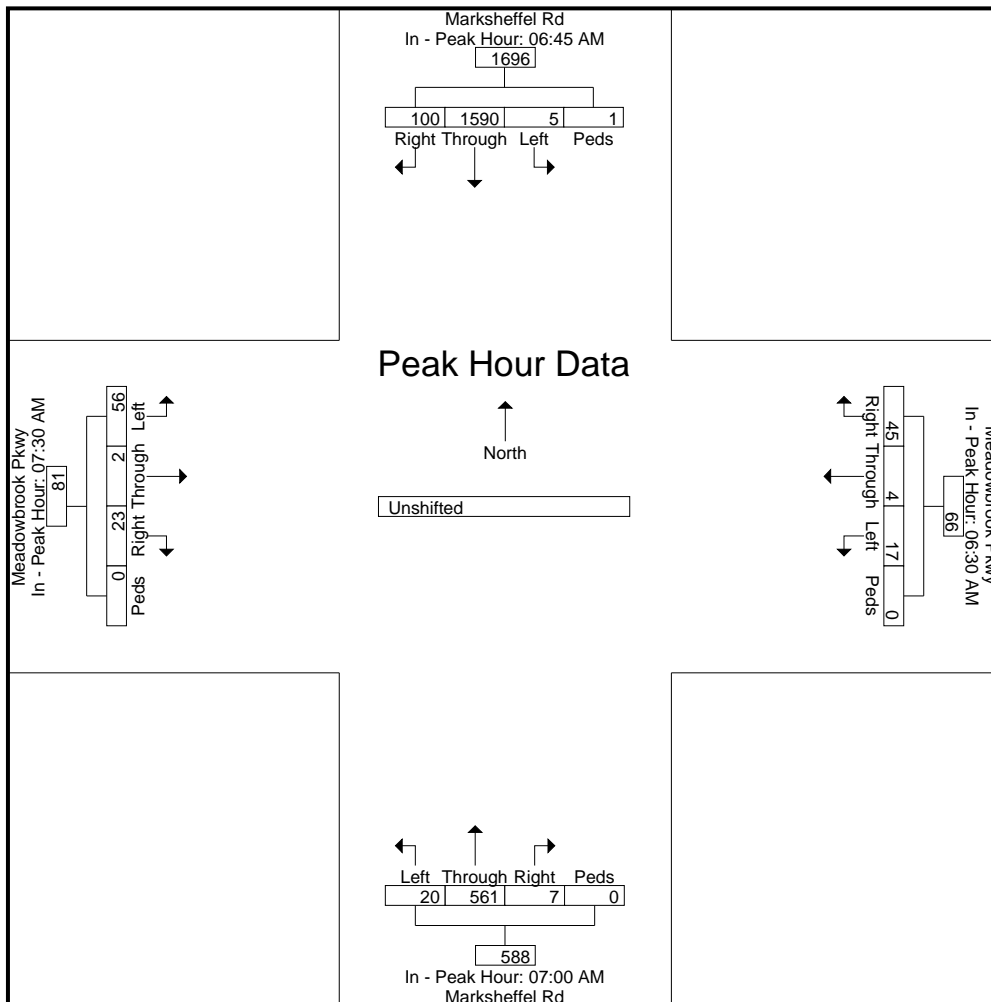 Marksheffel Rd
In - Peak Hour: 06:45 AM
1696
100 1590 5 1
Right Through Left Peds
Peak Hour Data
North
Unshifted
Meadowbrook Pkwy
In - Peak Hour: 07:30 AM
81
56 2 23 0
Left Through Right Peds
Meadowbrook Pkwy
In - Peak Hour: 06:30 AM
66
45 4 17 0
Right Through Left Peds
Left Through Right Peds
20 561 7 0
588
In - Peak Hour: 07:00 AM
Marksheffel Rd